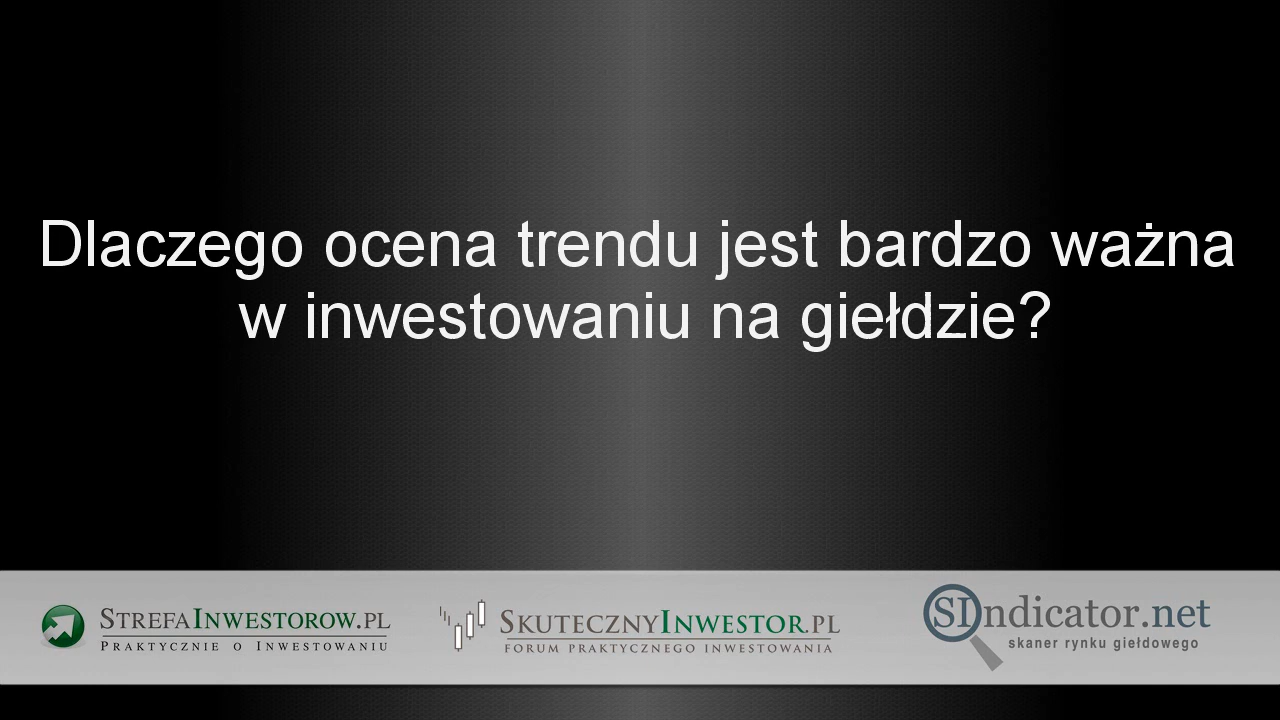 Dlaczego ocena trendu jest bardzo ważna
w inwestowaniu na giełdzie?
STREFAINWESTOROW.PL
PRAKTYCZNIE O INWESTOWANIU
SKUTECZNYINWESTOR.PL
FORUM PRAKTYCZNEGO INWESTOWANIA
SIndicator.net
skaner rynku giełdowego